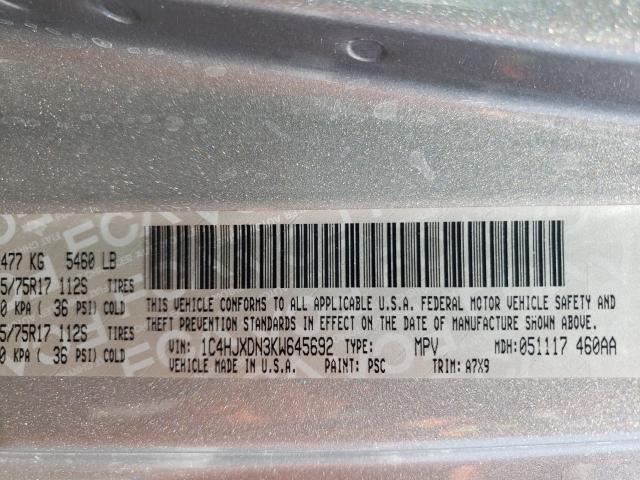 477 KG 5460 LB
5/75R17 112S TIRES
0 KPA ( 36 PSI) COLD
5/75R17 112S TIRES
0 KPA ( 36 PSI) COLD
THIS VEHICLE CONFORMS TO ALL APPLICABLE U.S.A. FEDERAL MOTOR VEHICLE SAFETY AND
THEFT PREVENTION STANDARDS IN EFFECT ON THE DATE OF MANUFACTURE SHOWN ABOVE.
VIN: 1C4HJXDN3KW645692 TYPE: MPV MDH: 051117 460AA
VEHICLE MADE IN U.S.A. PAINT: PSC TRIM: A7X9